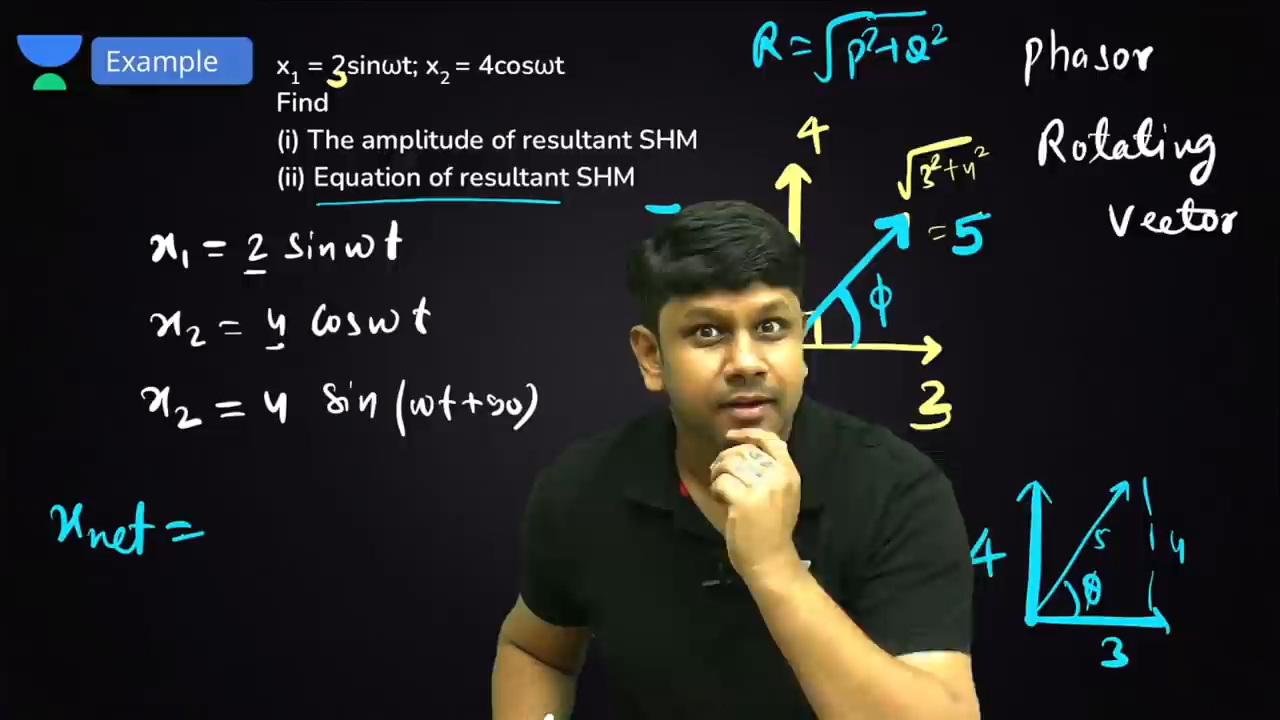 Example
x₁ = 3sinωt; x₂ = 4cosωt
Find
(i) The amplitude of resultant SHM
(ii) Equation of resultant SHM
x₁ = 2 sin ωt
x₂ = 4 cos ωt
x₂ = 4 sin (ωt+90)
xnet =
R = √P²+Q²
Phasor
Rotating
Vector
4
√3²+4²
= 5
ϕ
3
4
5
4
ϕ
3